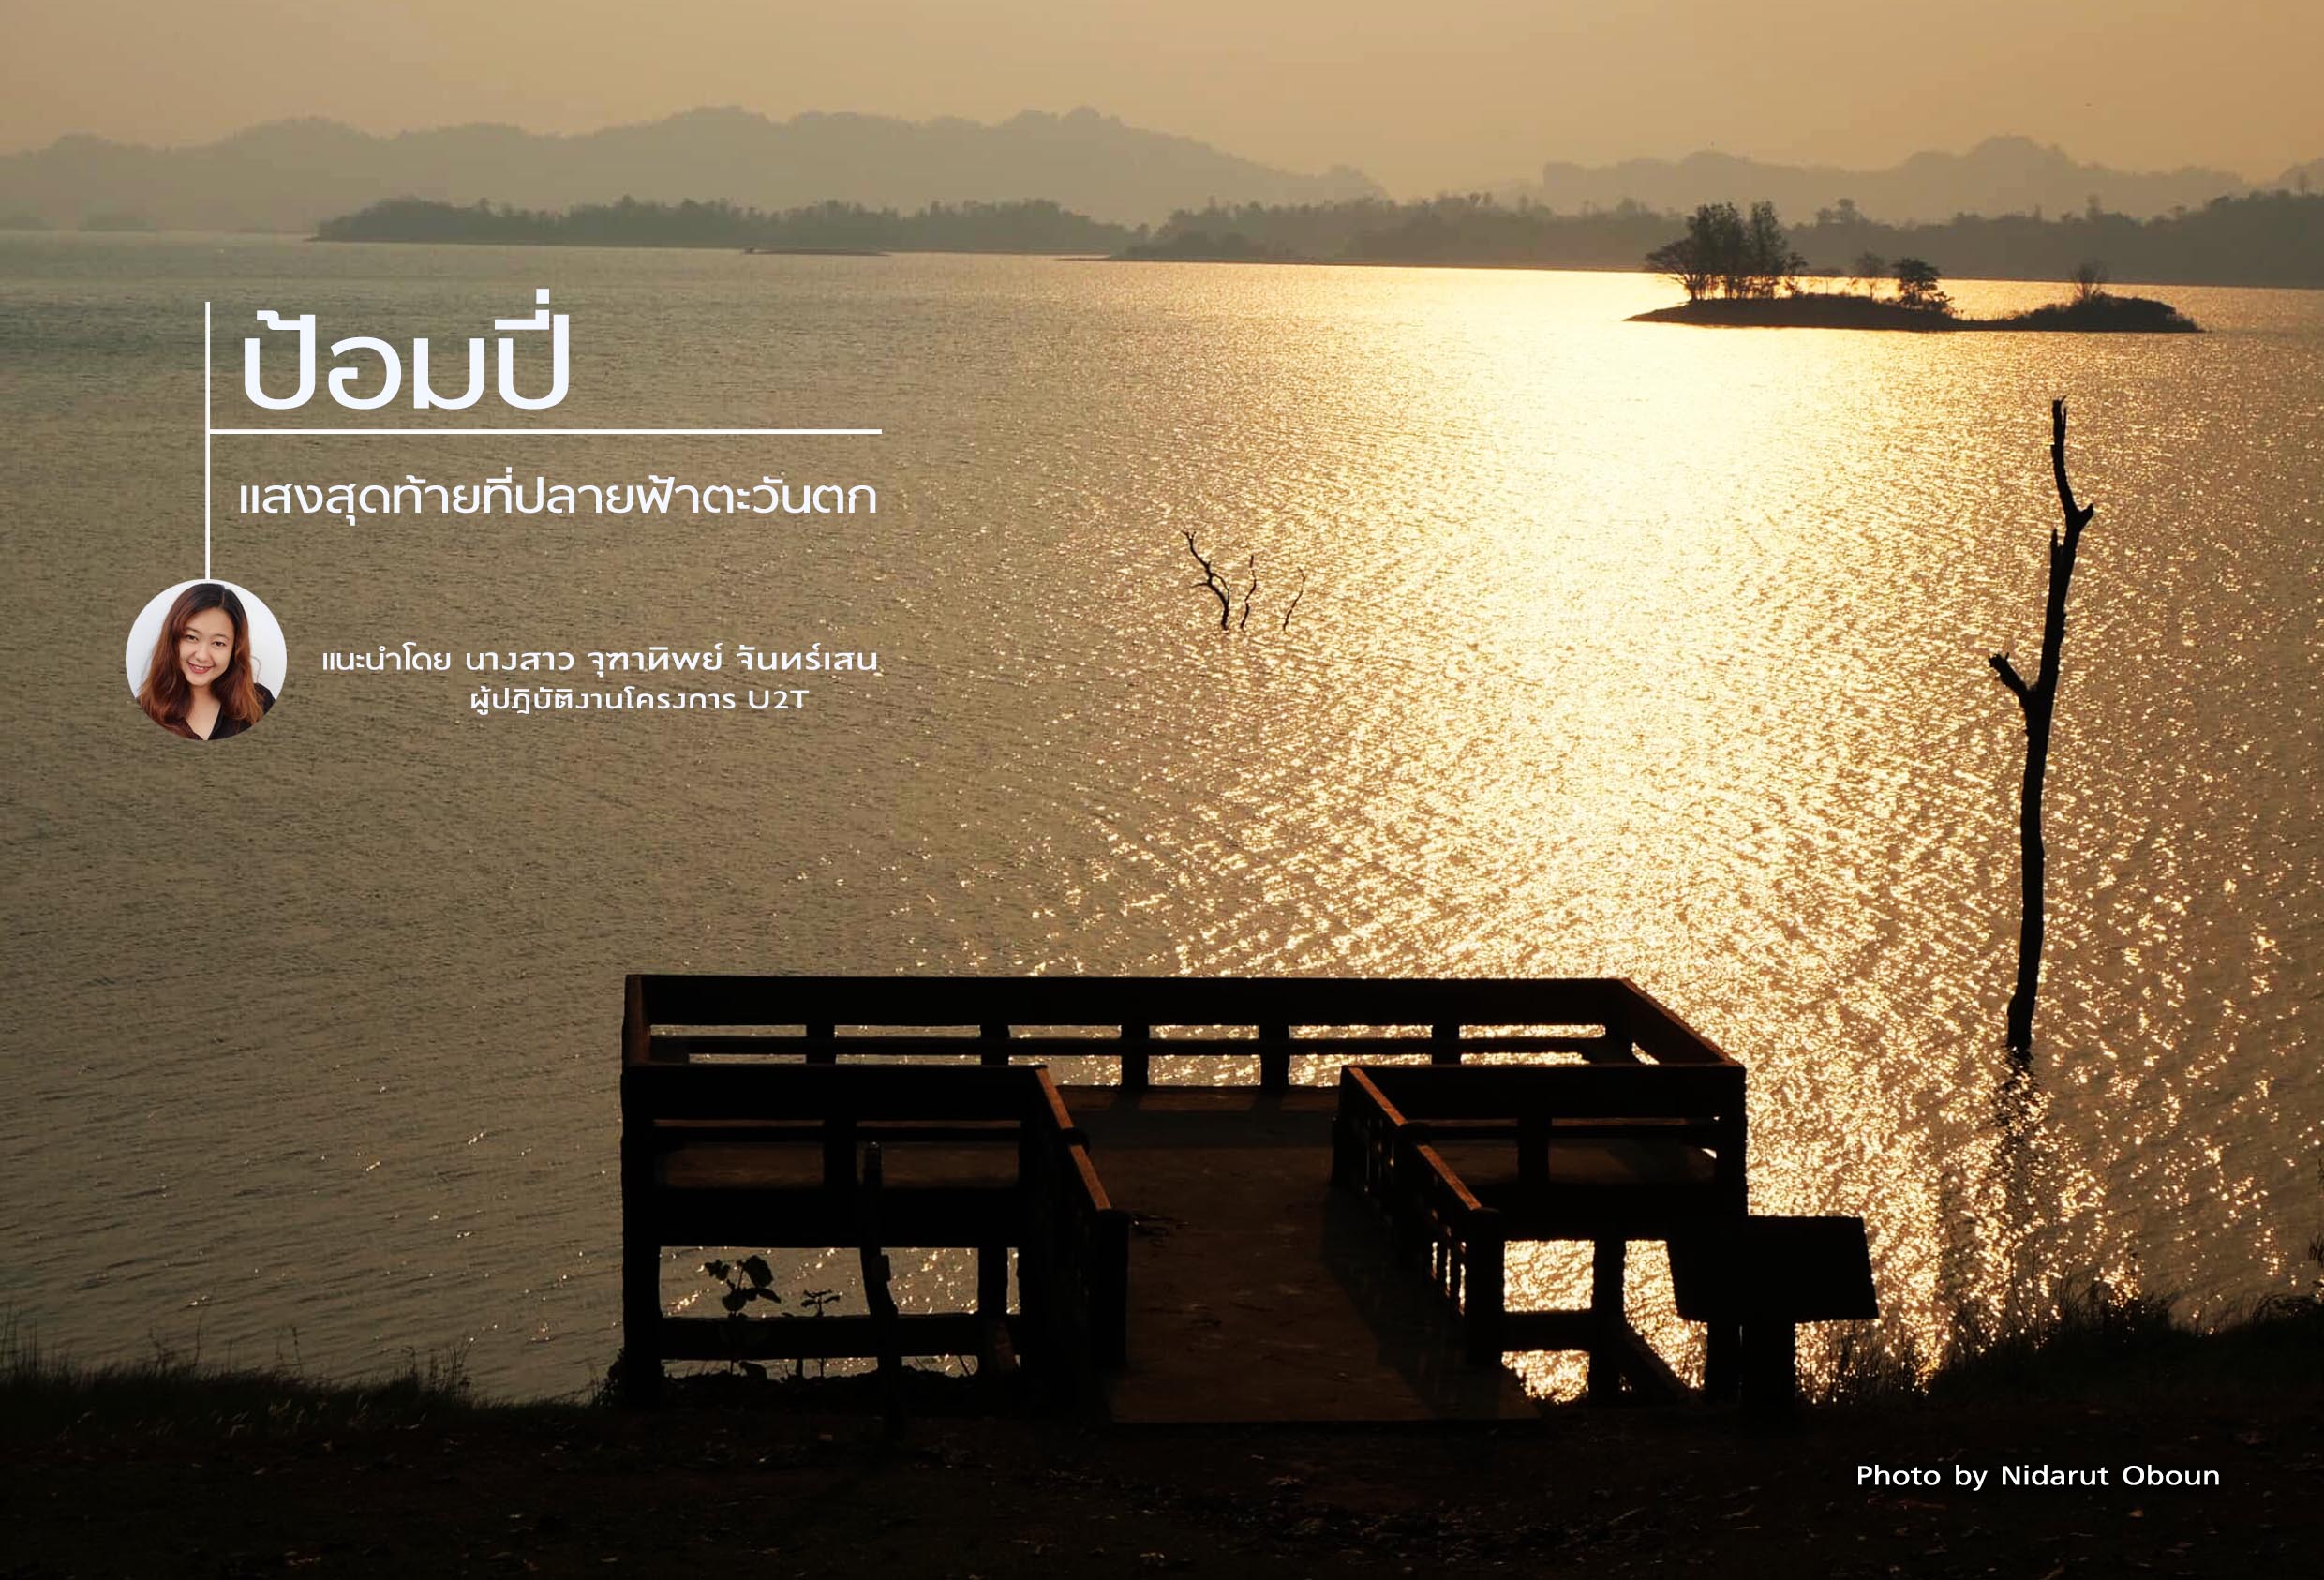 ป้อมปี่
แสงสุดท้ายที่ปลายฟ้าตะวันตก
แนะนำโดย นางสาว จุฑาทิพย์ จันทร์เสน
ผู้ปฎิบัติงานโครงการ U2T
Photo by Nidarut Oboun